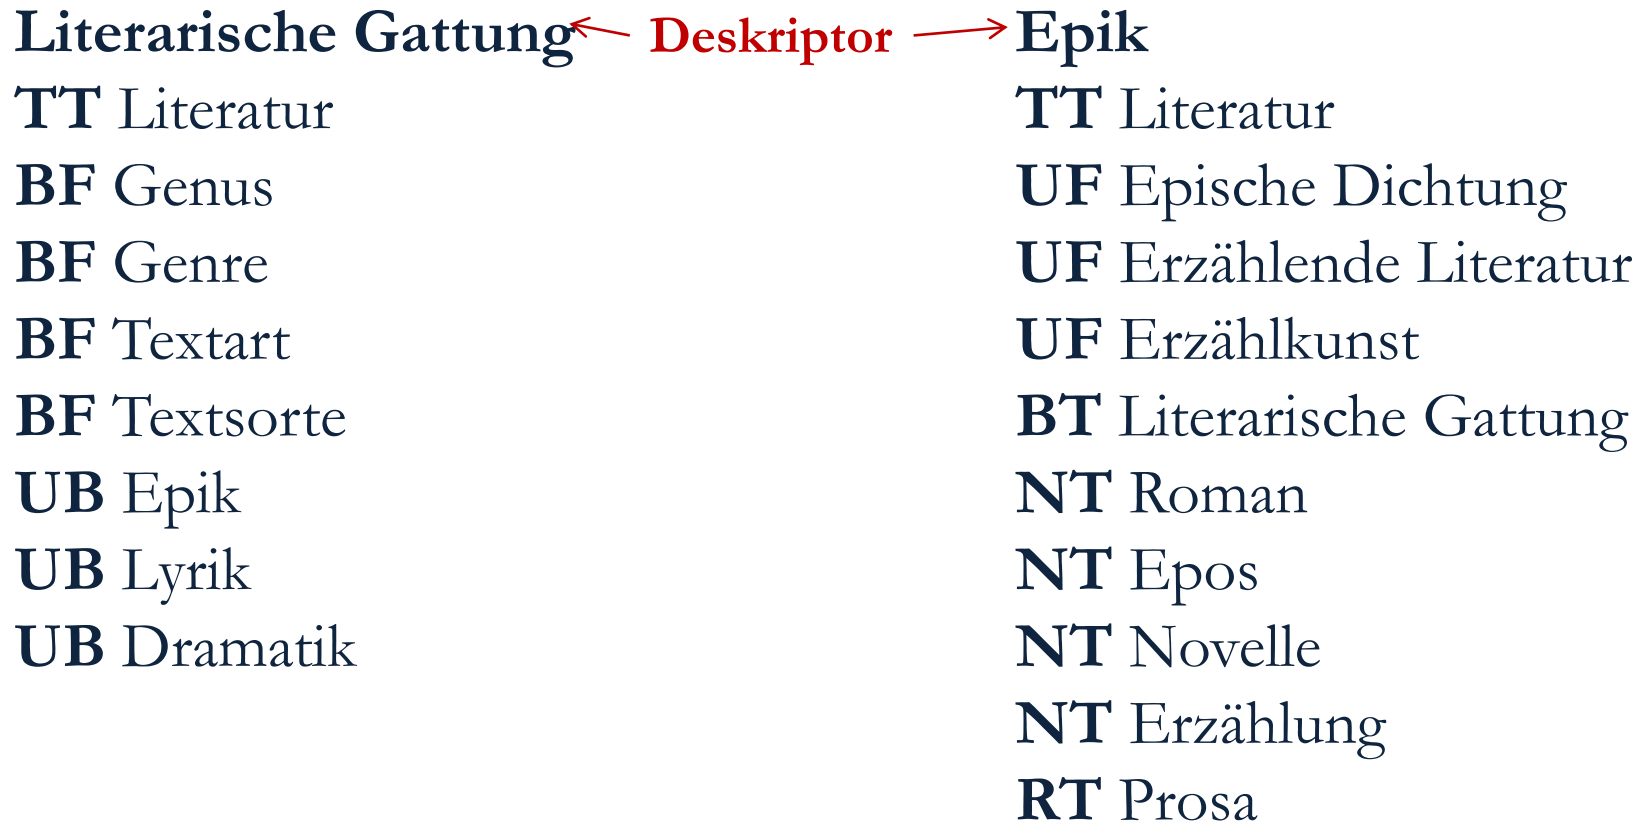 Literarische Gattung
TT Literatur
BF Genus
BF Genre
BF Textart
BF Textsorte
UB Epik
UB Lyrik
UB Dramatik
Deskriptor
Epik
TT Literatur
UF Epische Dichtung
UF Erzählende Literatur
UF Erzählkunst
BT Literarische Gattung
NT Roman
NT Epos
NT Novelle
NT Erzählung
RT Prosa